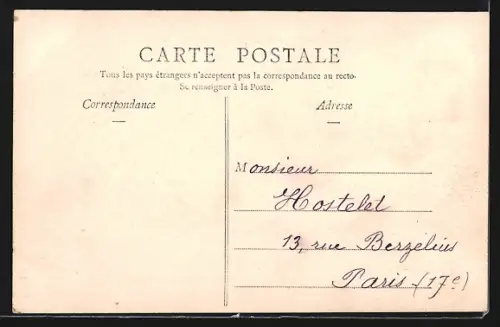 CARTE POSTALE
Tous les pays étrangers n'acceptent pas la correspondance au recto-
Se renseigner à la Poste.
Correspondance
Adresse
Monsieur
Hostelet
13, rue Berzélius
Paris (17e)